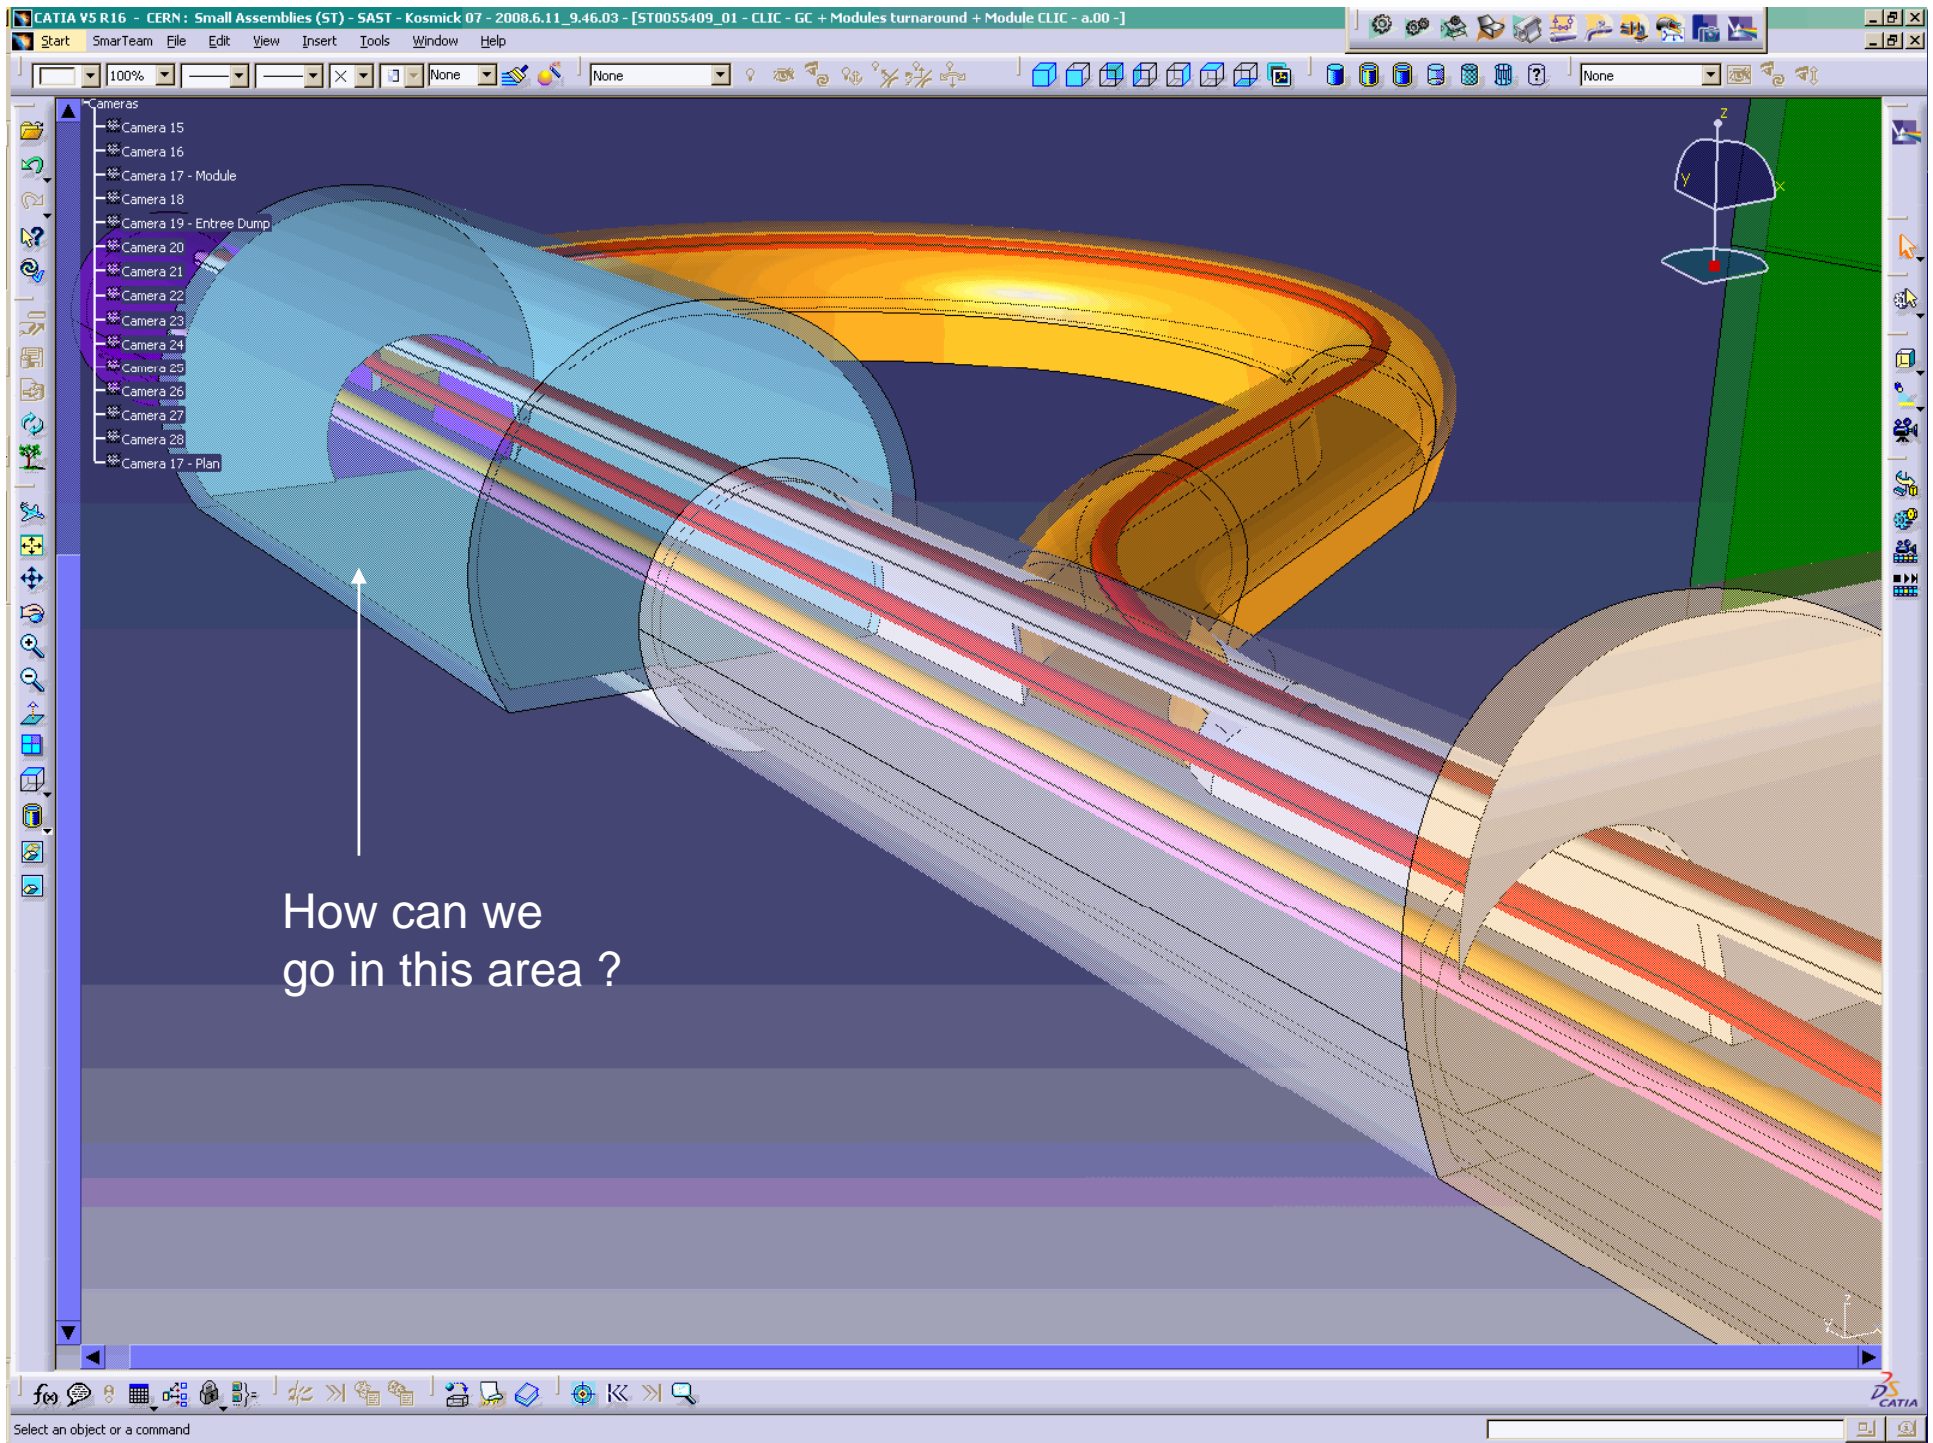 CATIA V5 R16 - CERN : Small Assemblies (ST) - SAST - Kosmick 07 - 2008.6.11_9.46.03 - [ST0055409_01 - CLIC - GC + Modules turnaround + Module CLIC - a.00 -]
Start SmarTeam File Edit View Insert Tools Window Help
100% None None None
Cameras
Camera 15
Camera 16
Camera 17 - Module
Camera 18
Camera 19 - Entree Dump
Camera 20
Camera 21
Camera 22
Camera 23
Camera 24
Camera 25
Camera 26
Camera 27
Camera 28
Camera 17 - Plan
z
y x
How can we
go in this area ?
z
y x
f(x)
DS
CATIA
Select an object or a command